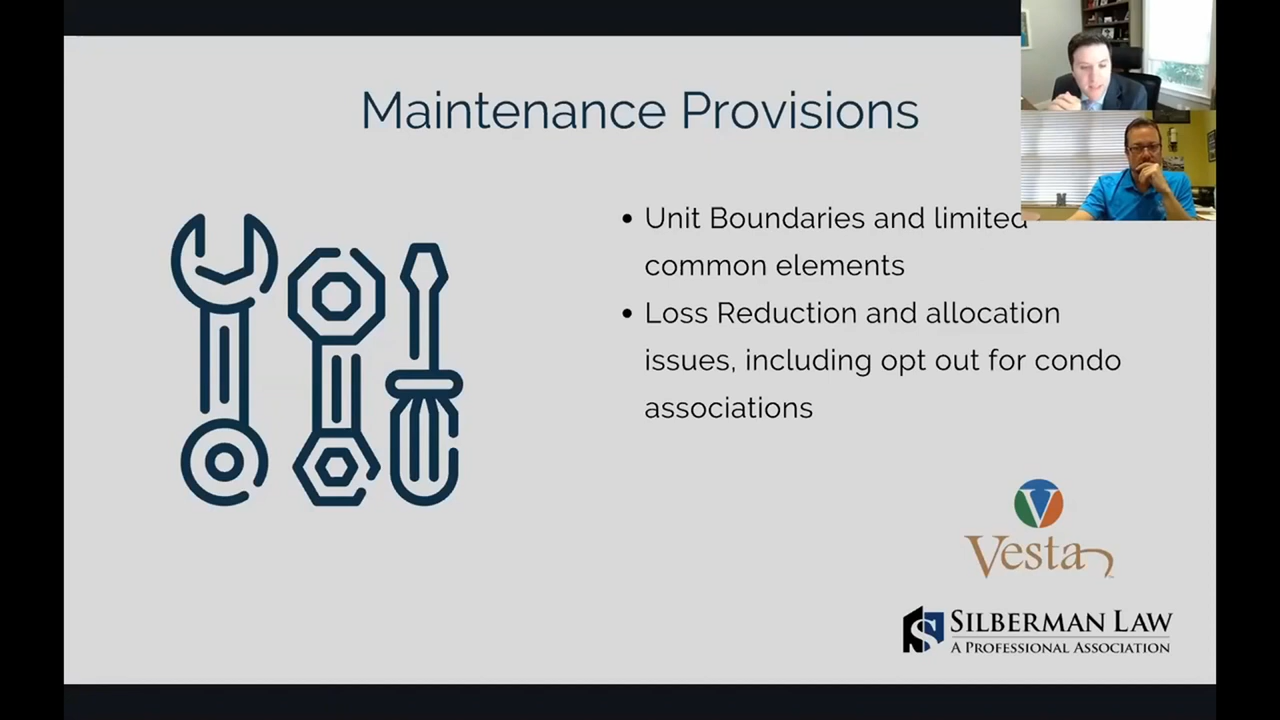 Maintenance Provisions
• Unit Boundaries and limited
common elements
• Loss Reduction and allocation
issues, including opt out for condo
associations
Vesta
SILBERMAN LAW
A PROFESSIONAL ASSOCIATION